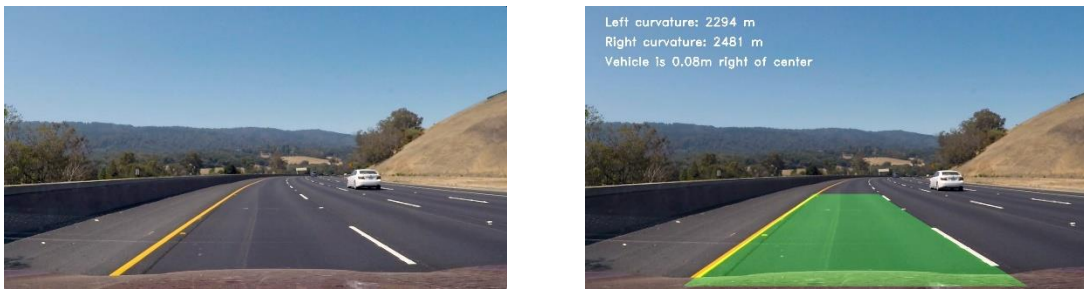 Left curvature: 2294 m
Right curvature: 2481 m
Vehicle is 0.08m right of center